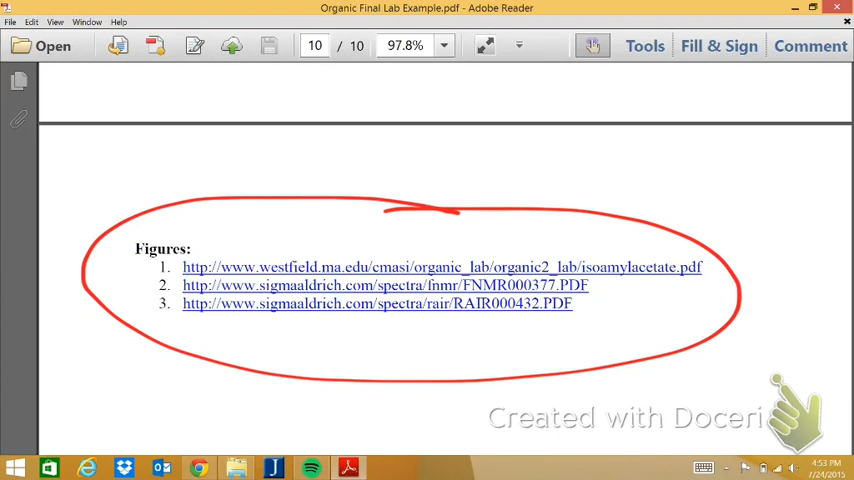 Organic Final Lab Example.pdf - Adobe Reader
File Edit View Window Help
Open 10 / 10 97.8% Tools Fill & Sign Comment
Figures:
1. http://www.westfield.ma.edu/cmasi/organic_lab/organic2_lab/isoamylacetate.pdf
2. http://www.sigmaaldrich.com/spectra/fnmr/FNMR000377.PDF
3. http://www.sigmaaldrich.com/spectra/rair/RAIR000432.PDF
Created with Doceri
4:53 PM
7/24/2015